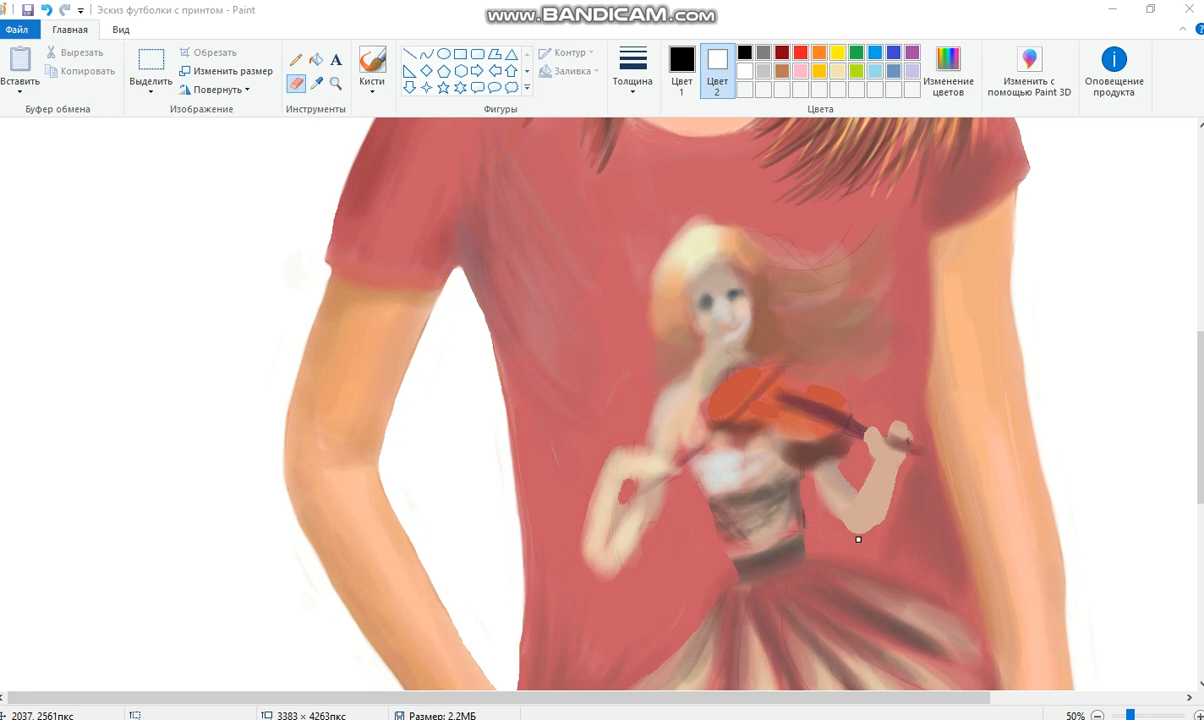 Эскиз футболки с принтом - Paint
www.BANDICAM.com
Файл
Главная
Вид
Вставить
Вырезать
Копировать
Буфер обмена
Выделить
Обрезать
Изменить размер
Повернуть
Изображение
A
Инструменты
Кисти
Контур
Заливка
Фигуры
Толщина
Цвет
1
Цвет
2
Изменение
цветов
Цвета
Изменить с
помощью Paint 3D
Оповещение
продукта
2037, 2561пкс
3383 × 4263пкс
Размер: 2.2МБ
50%